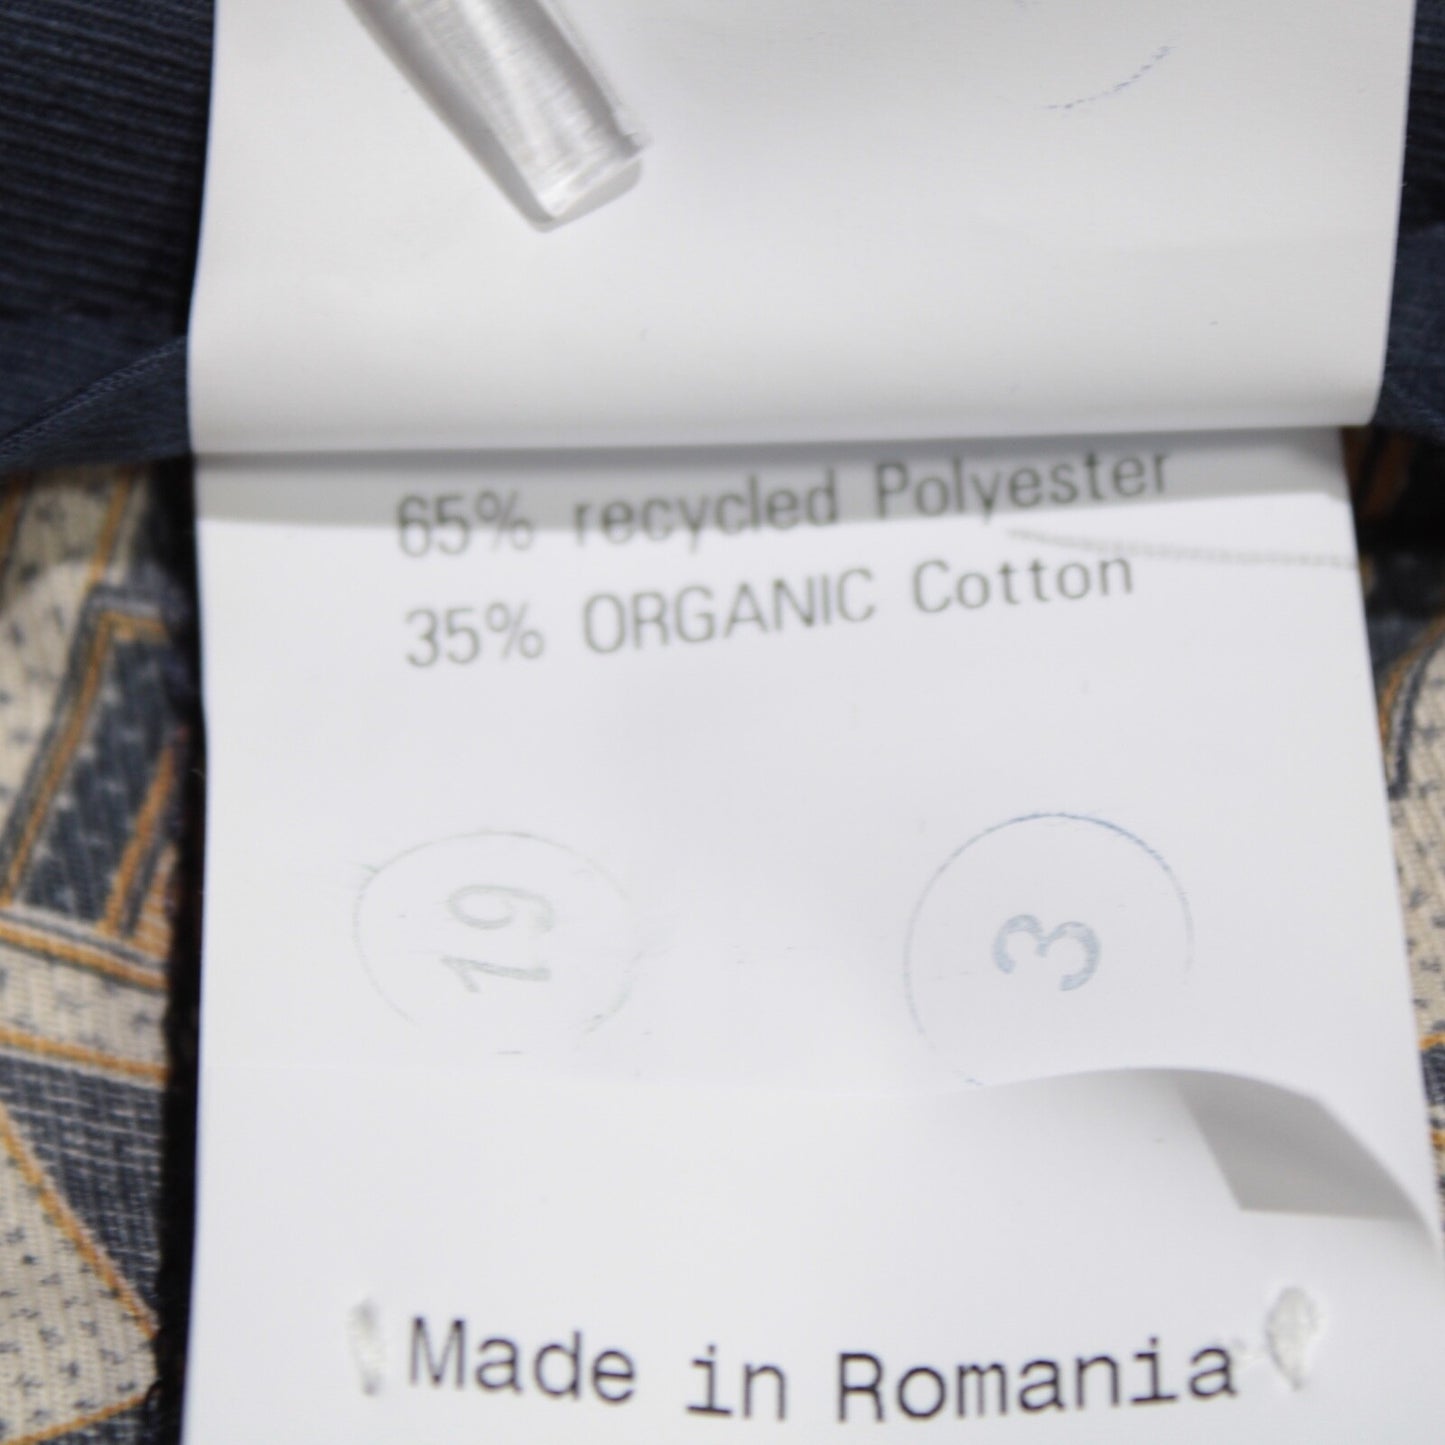 65% recycled Polyester
35% ORGANIC Cotton
19
3
Made in Romania